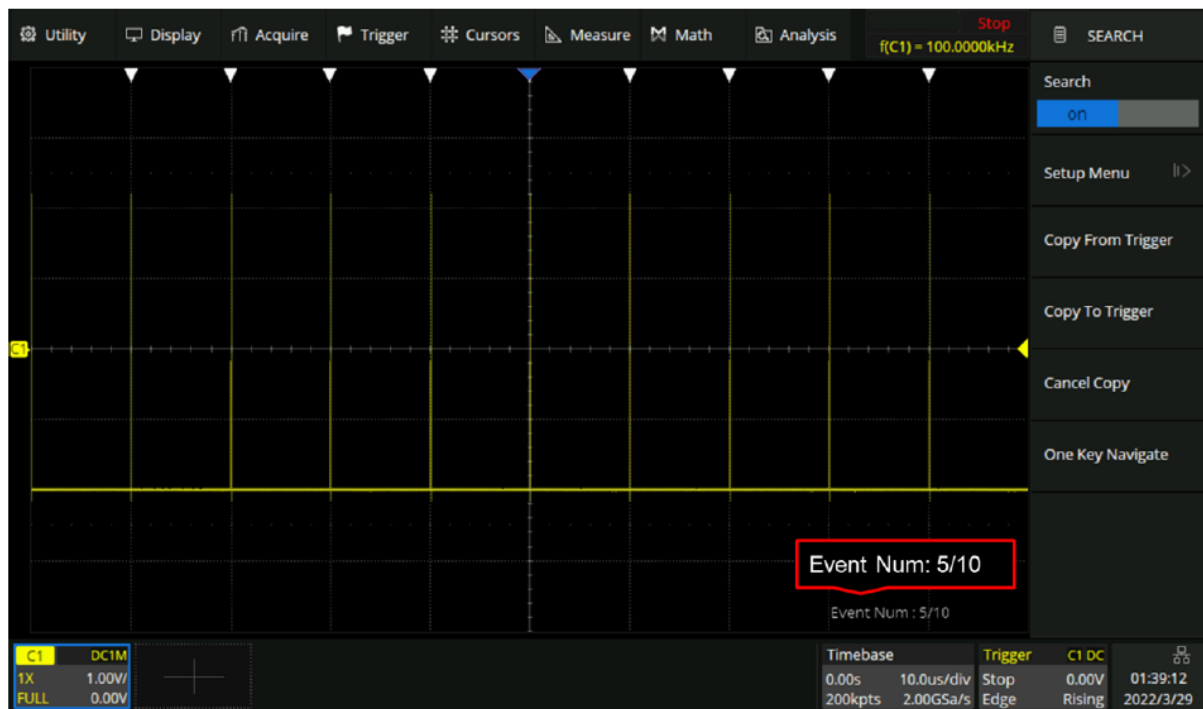 Utility Display Acquire Trigger Cursors Measure Math Analysis
Stop
f(C1) = 100.0000kHz
SEARCH
Search
on
Setup Menu
Copy From Trigger
Copy To Trigger
Cancel Copy
One Key Navigate
C1
Event Num: 5/10
Event Num : 5/10
C1 DC1M
1X 1.00V/
FULL 0.00V
Timebase
0.00s 10.0us/div
200kpts 2.00GSa/s
Trigger C1 DC
Stop 0.00V
Edge Rising
01:39:12
2022/3/29